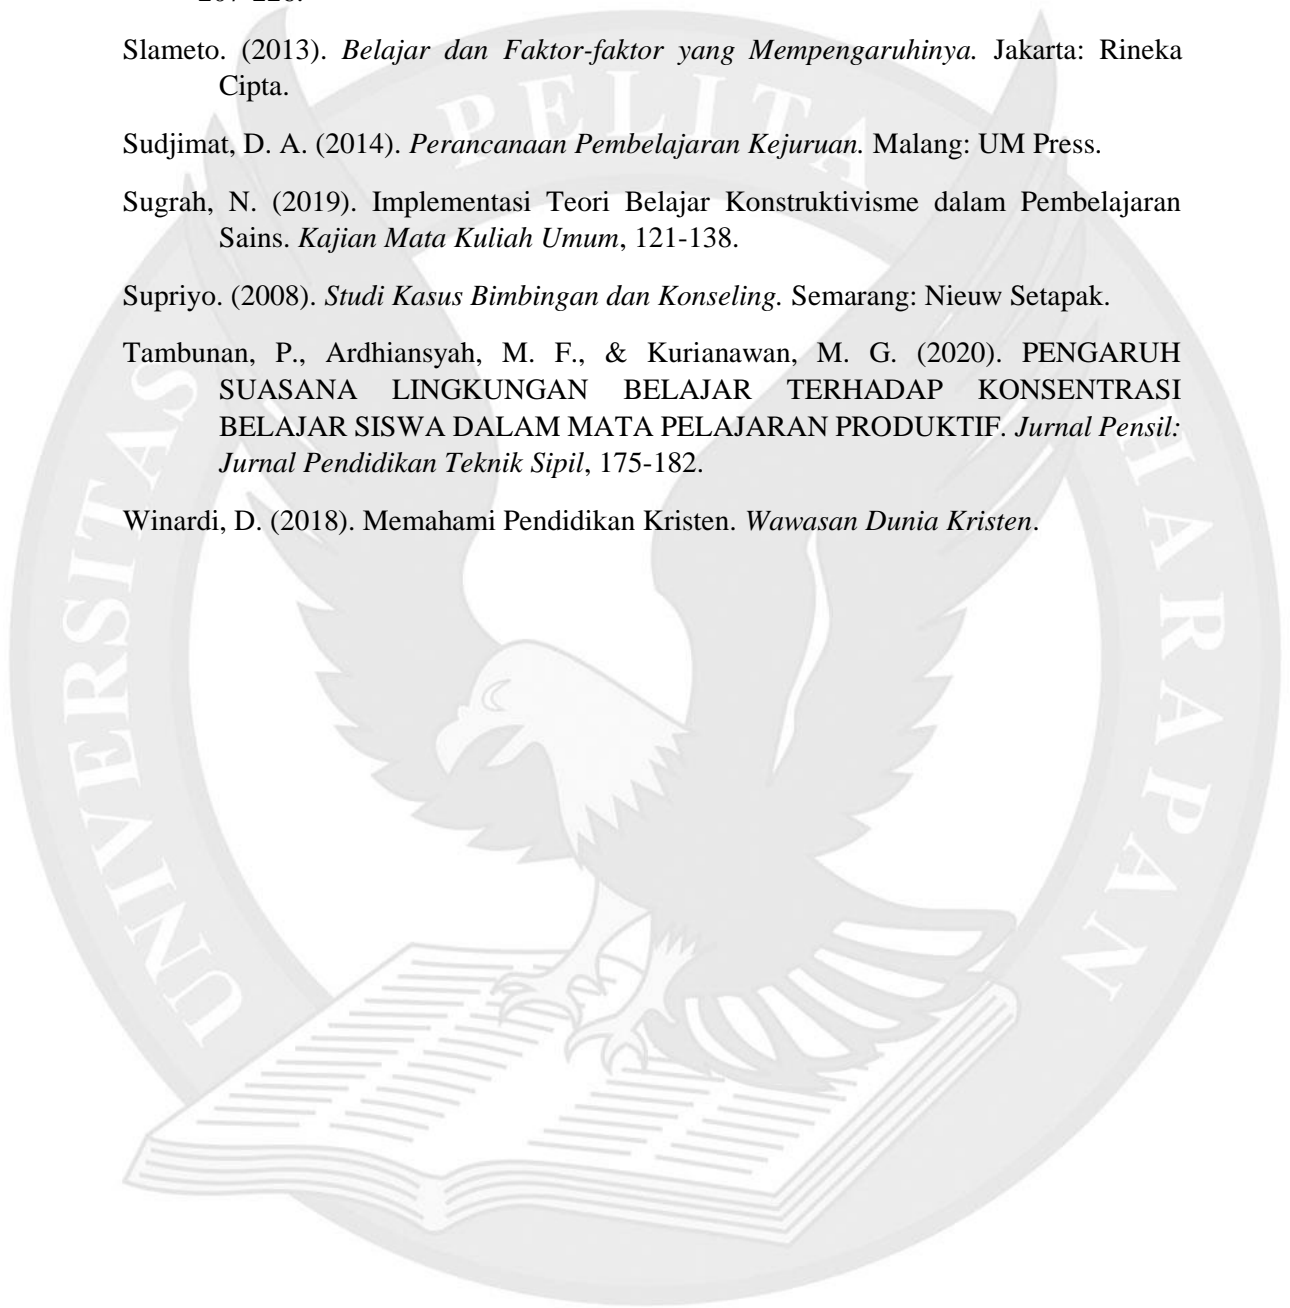 Slameto. (2013). Belajar dan Faktor-faktor yang Mempengaruhinya. Jakarta: Rineka
Cipta.
Sudjimat, D. A. (2014). Perancanaan Pembelajaran Kejuruan. Malang: UM Press.
Sugrah, N. (2019). Implementasi Teori Belajar Konstruktivisme dalam Pembelajaran
Sains. Kajian Mata Kuliah Umum, 121-138.
Supriyo. (2008). Studi Kasus Bimbingan dan Konseling. Semarang: Nieuw Setapak.
Tambunan, P., Ardhiansyah, M. F., & Kurianawan, M. G. (2020). PENGARUH
SUASANA LINGKUNGAN BELAJAR TERHADAP KONSENTRASI
BELAJAR SISWA DALAM MATA PELAJARAN PRODUKTIF. Jurnal Pensil:
Jurnal Pendidikan Teknik Sipil, 175-182.
Winardi, D. (2018). Memahami Pendidikan Kristen. Wawasan Dunia Kristen.
UNIVERSITAS PELITA HARAPAN